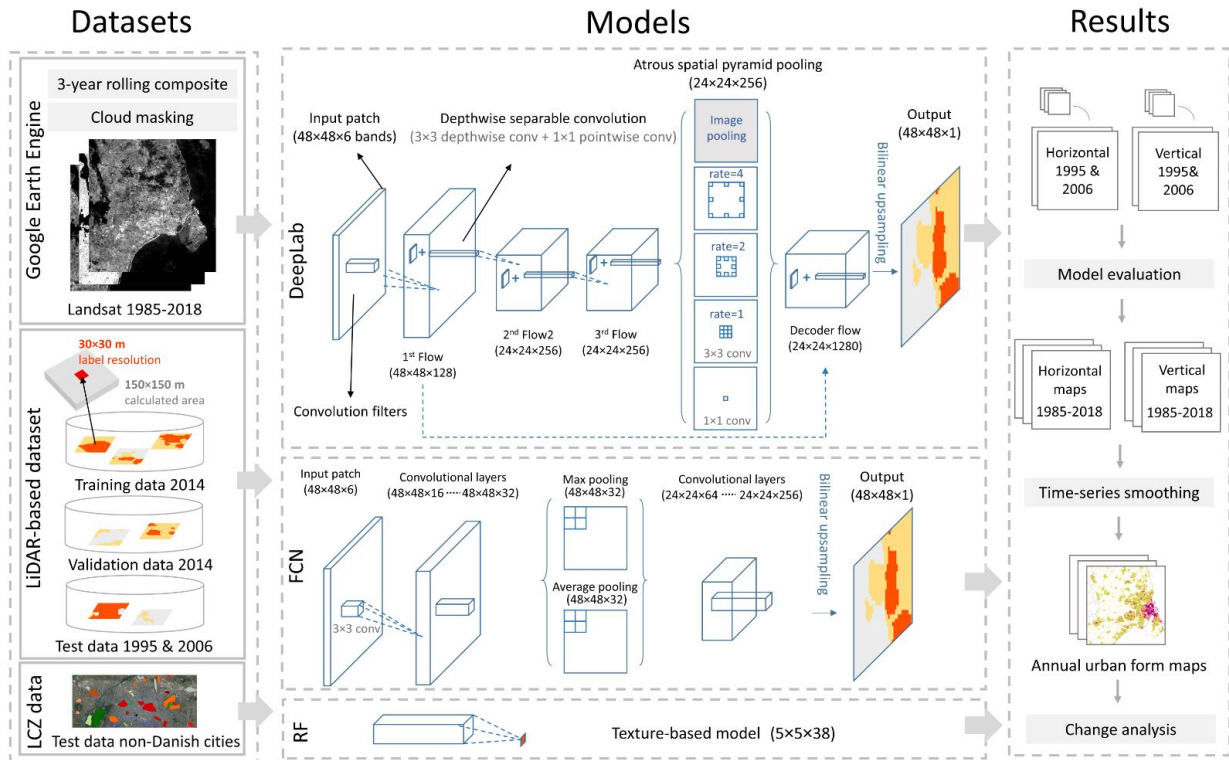 Datasets
Models
Results
Google Earth Engine
3-year rolling composite
Cloud masking
Landsat 1985-2018
LiDAR-based dataset
30×30 m
label resolution
150×150 m
calculated area
Training data 2014
Validation data 2014
Test data 1995 & 2006
LCZ data
Test data non-Danish cities
DeepLab
Input patch
(48×48×6 bands)
Depthwise separable convolution
(3×3 depthwise conv + 1×1 pointwise conv)
Atrous spatial pyramid pooling
(24×24×256)
Image
pooling
rate=4
rate=2
rate=1
3×3 conv
1×1 conv
Output
(48×48×1)
Bilinear upsampling
+
+
+
+
1st Flow
(48×48×128)
2nd Flow2
(24×24×256)
3rd Flow
(24×24×256)
Decoder flow
(24×24×1280)
Convolution filters
FCN
Input patch
(48×48×6)
Convolutional layers
(48×48×16 ····· 48×48×32)
Max pooling
(48×48×32)
Average pooling
(48×48×32)
Convolutional layers
(24×24×64 ····· 24×24×256)
Output
(48×48×1)
Bilinear
upsampling
3×3 conv
RF
Texture-based model (5×5×38)
Horizontal
1995 &
2006
Vertical
1995&
2006
Model evaluation
Horizontal
maps
1985-2018
Vertical
maps
1985-2018
Time-series smoothing
Annual urban form maps
Change analysis